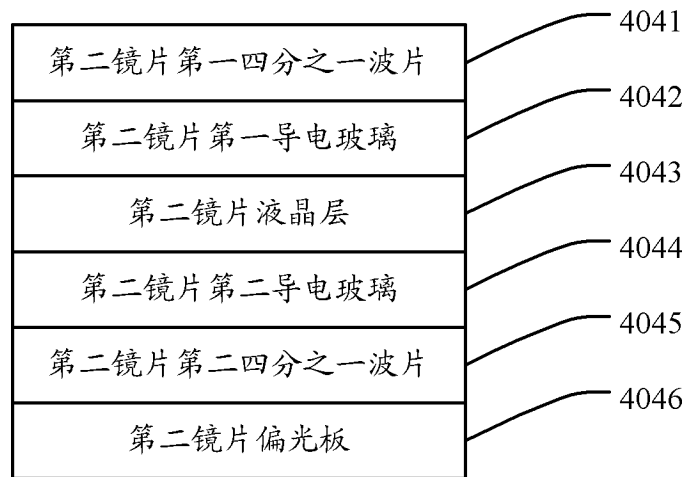 第二镜片第一四分之一波片
4041
第二镜片第一导电玻璃
4042
第二镜片液晶层
4043
第二镜片第二导电玻璃
4044
第二镜片第二四分之一波片
4045
第二镜片偏光板
4046